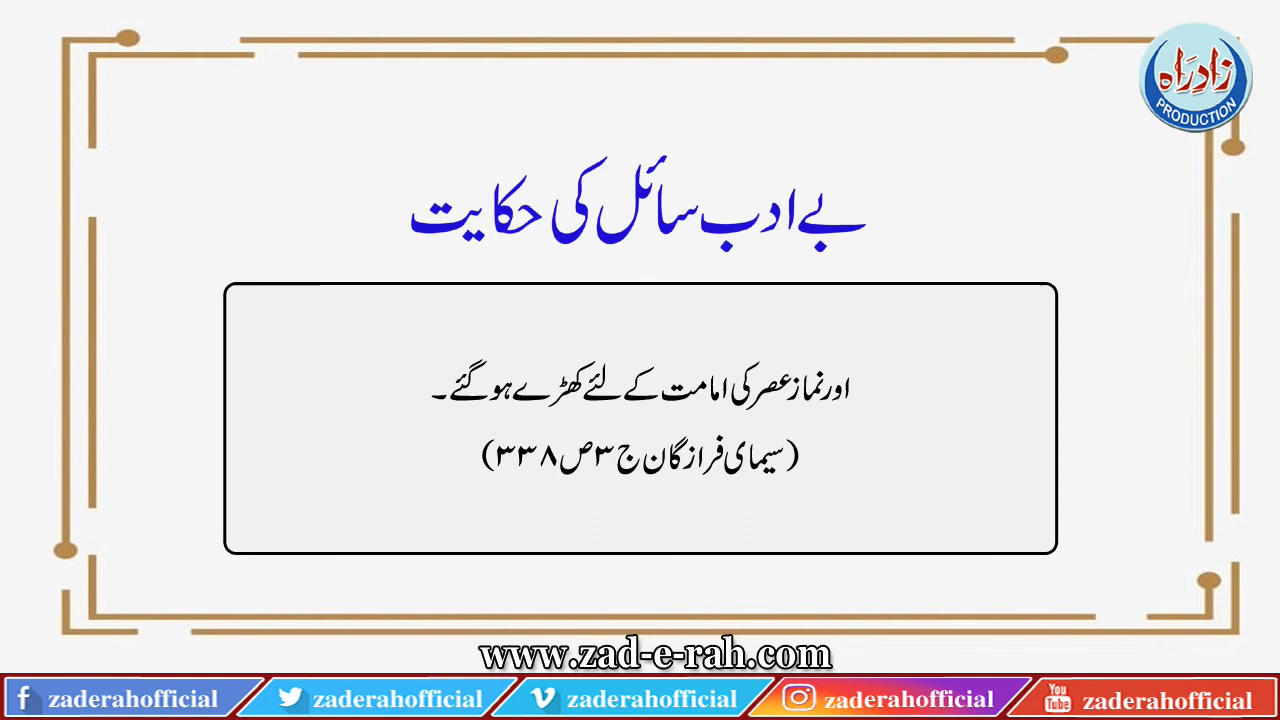 زادِراہ
PRODUCTION
بے ادب سائل کی حکایت
اور نماز عصر کی امامت کے لئے کھڑے ہو گئے۔
(سیمای فرازگان ج ۳ ص ۳۳۸)
www.zad-e-rah.com
zaderahofficial
zaderahofficial
zaderahofficial
zaderahofficial
You Tube zaderahofficial